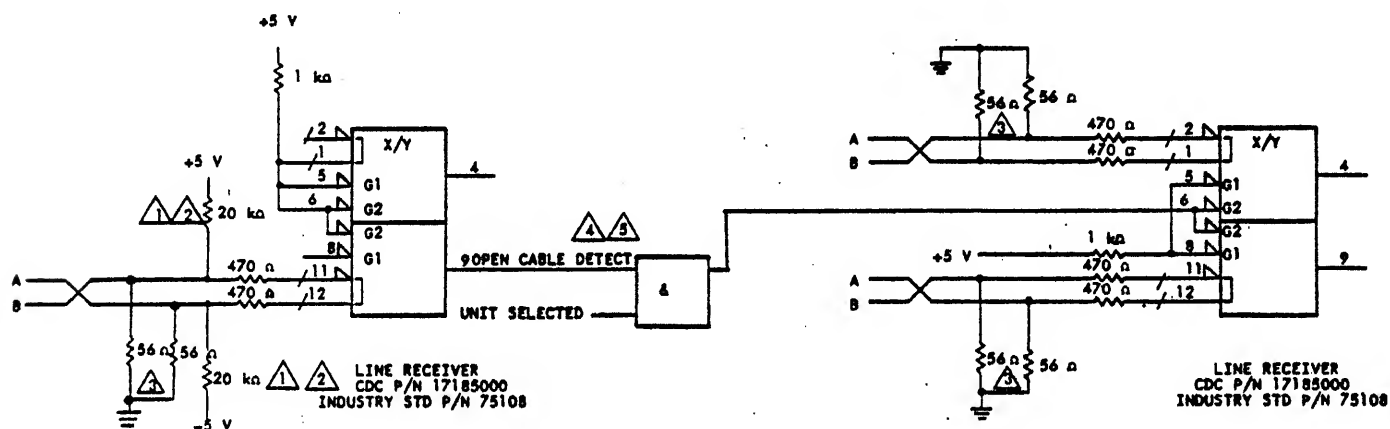 +5 V
1 kΩ
2
X/Y
1
4
5
G1
6
G2
G2
8
G1
+5 V
1 2
20 kΩ
A
B
470 Ω
470 Ω
11
12
9 OPEN CABLE DETECT
4 5
&
UNIT SELECTED
56 Ω
56 Ω
3
20 kΩ
1 2
-5 V
LINE RECEIVER
CDC P/N 17185000
INDUSTRY STD P/N 75108
56 Ω
56 Ω
3
A
B
470 Ω
470 Ω
2
X/Y
1
4
5
G1
6
G2
G2
1 kΩ
8
G1
+5 V
A
B
470 Ω
470 Ω
11
12
9
56 Ω
56 Ω
3
LINE RECEIVER
CDC P/N 17185000
INDUSTRY STD P/N 75108